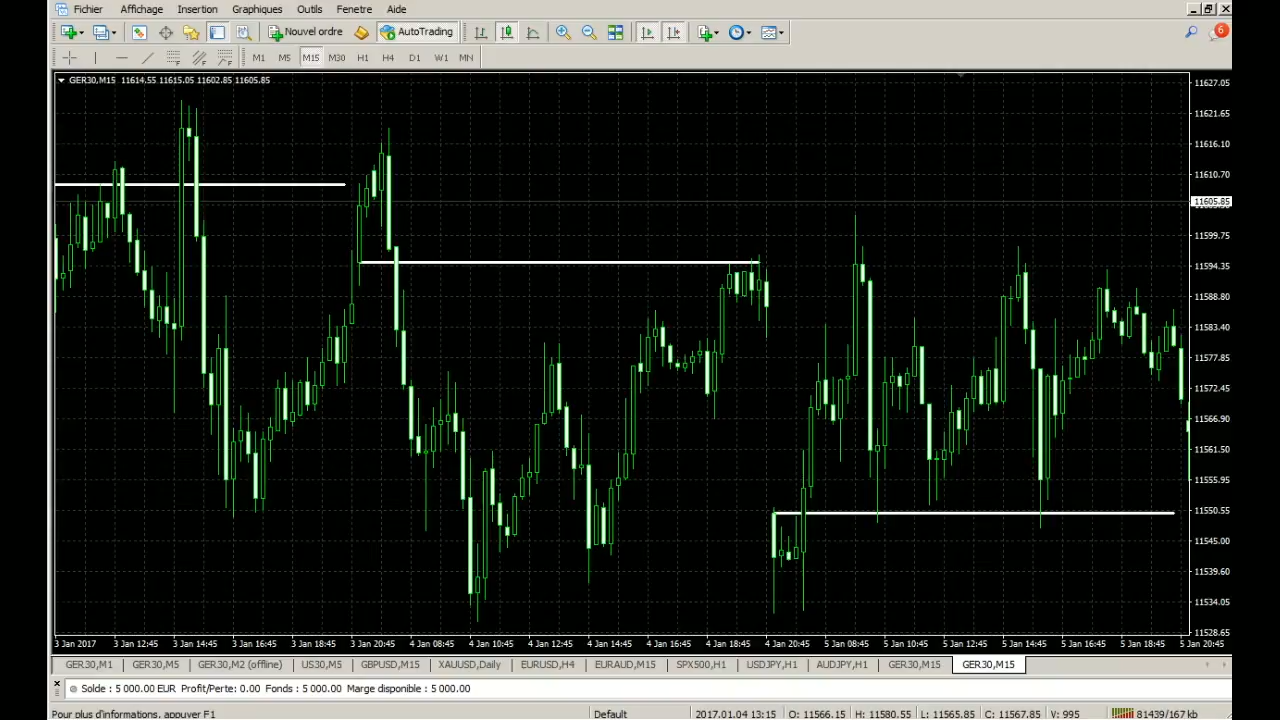 Fichier Affichage Insertion Graphiques Outils Fenetre Aide
Nouvel ordre AutoTrading 6
M1 M5 M15 M30 H1 H4 D1 W1 MN
GER30,M15 11614.55 11615.05 11602.85 11605.85
11627.05
11621.65
11616.10
11610.70
11605.85
11599.75
11594.35
11588.80
11583.40
11577.85
11572.45
11566.90
11561.50
11555.95
11550.55
11545.00
11539.60
11534.05
11528.65
3 Jan 2017 3 Jan 12:45 3 Jan 14:45 3 Jan 16:45 3 Jan 18:45 3 Jan 20:45 4 Jan 08:45 4 Jan 10:45 4 Jan 12:45 4 Jan 14:45 4 Jan 16:45 4 Jan 18:45 4 Jan 20:45 5 Jan 08:45 5 Jan 10:45 5 Jan 12:45 5 Jan 14:45 5 Jan 16:45 5 Jan 18:45 5 Jan 20:45
GER30,M1 GER30,M5 GER30,M2 (offline) US30,M5 GBPUSD,M15 XAUUSD,Daily EURUSD,H4 EURAUD,M15 SPX500,H1 USDJPY,H1 AUDJPY,H1 GER30,M15 GER30,M15
Solde : 5 000.00 EUR Profit/Perte: 0.00 Fonds : 5 000.00 Marge disponible : 5 000.00
Pour plus d'informations, appuyer F1 Default 2017.01.04 13:15 O: 11566.15 H: 11580.55 L: 11565.85 C: 11567.85 V: 995 81439/167 kb